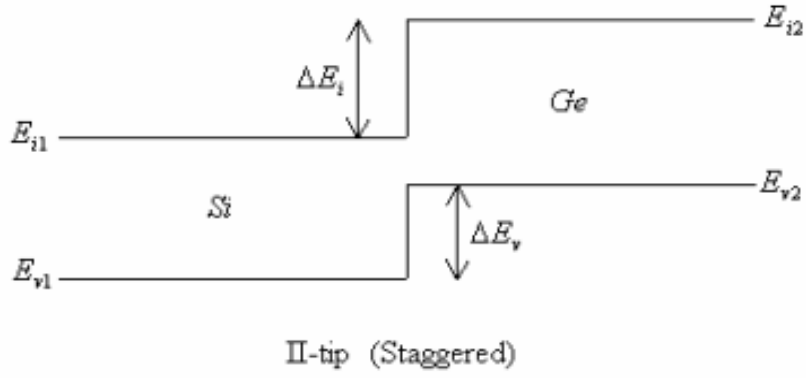 E_{i2}
ΔE_i
Ge
E_{i1}
E_{v2}
Si
ΔE_v
E_{v1}
II-tip (Staggered)